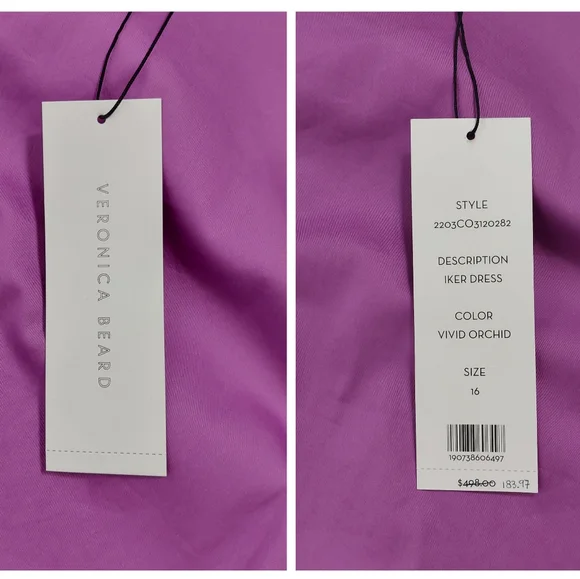 VERONICA BEARD
STYLE
2203CO3120282
DESCRIPTION
IKER DRESS
COLOR
VIVID ORCHID
SIZE
16
190738606497
$498.00 183.97